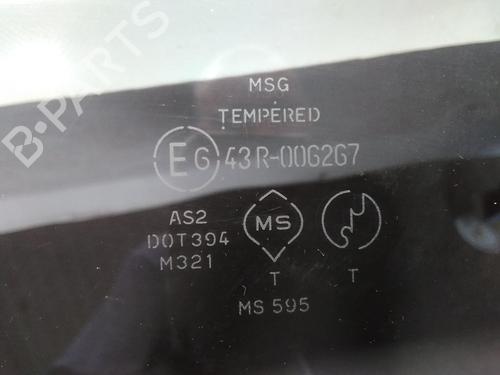 B-PARTS
MSG
TEMPERED
E6 43R-006267
AS2
DOT394
M321
MS
T
T
MS 595